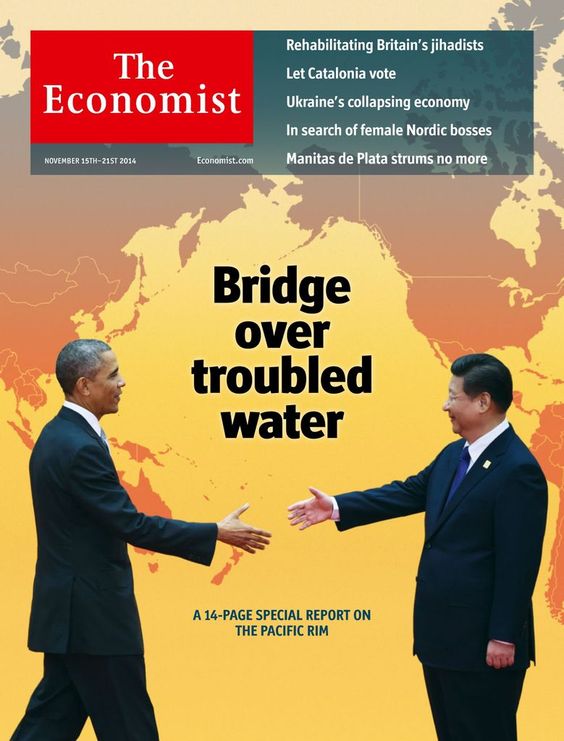 The
Economist
NOVEMBER 15TH–21ST 2014
Economist.com
Rehabilitating Britain's jihadists
Let Catalonia vote
Ukraine's collapsing economy
In search of female Nordic bosses
Manitas de Plata strums no more
Bridge
over
troubled
water
A 14-PAGE SPECIAL REPORT ON
THE PACIFIC RIM